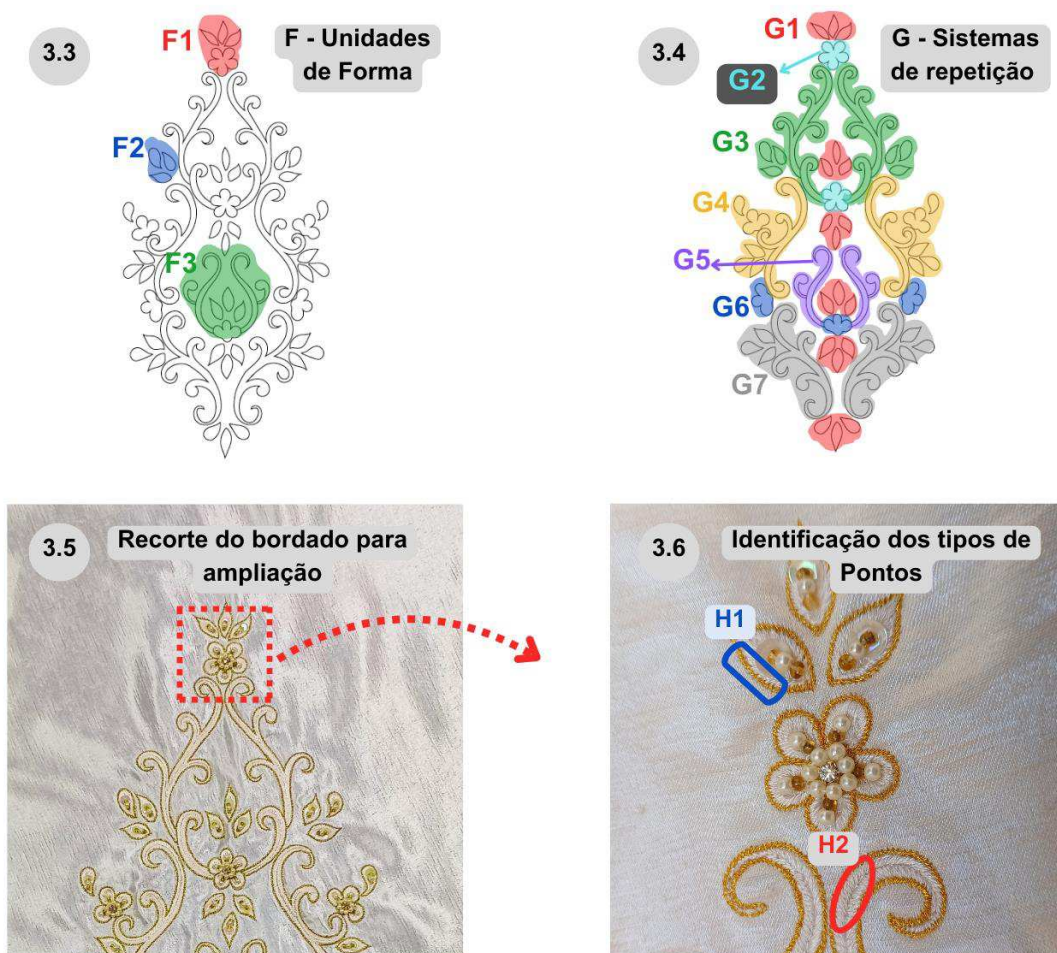 3.3
F1
F - Unidades
de Forma
F2
F3
3.4
G1
G - Sistemas
de repetição
G2
G3
G4
G5
G6
G7
3.5
Recorte do bordado para
ampliação
3.6
Identificação dos tipos de
Pontos
H1
H2